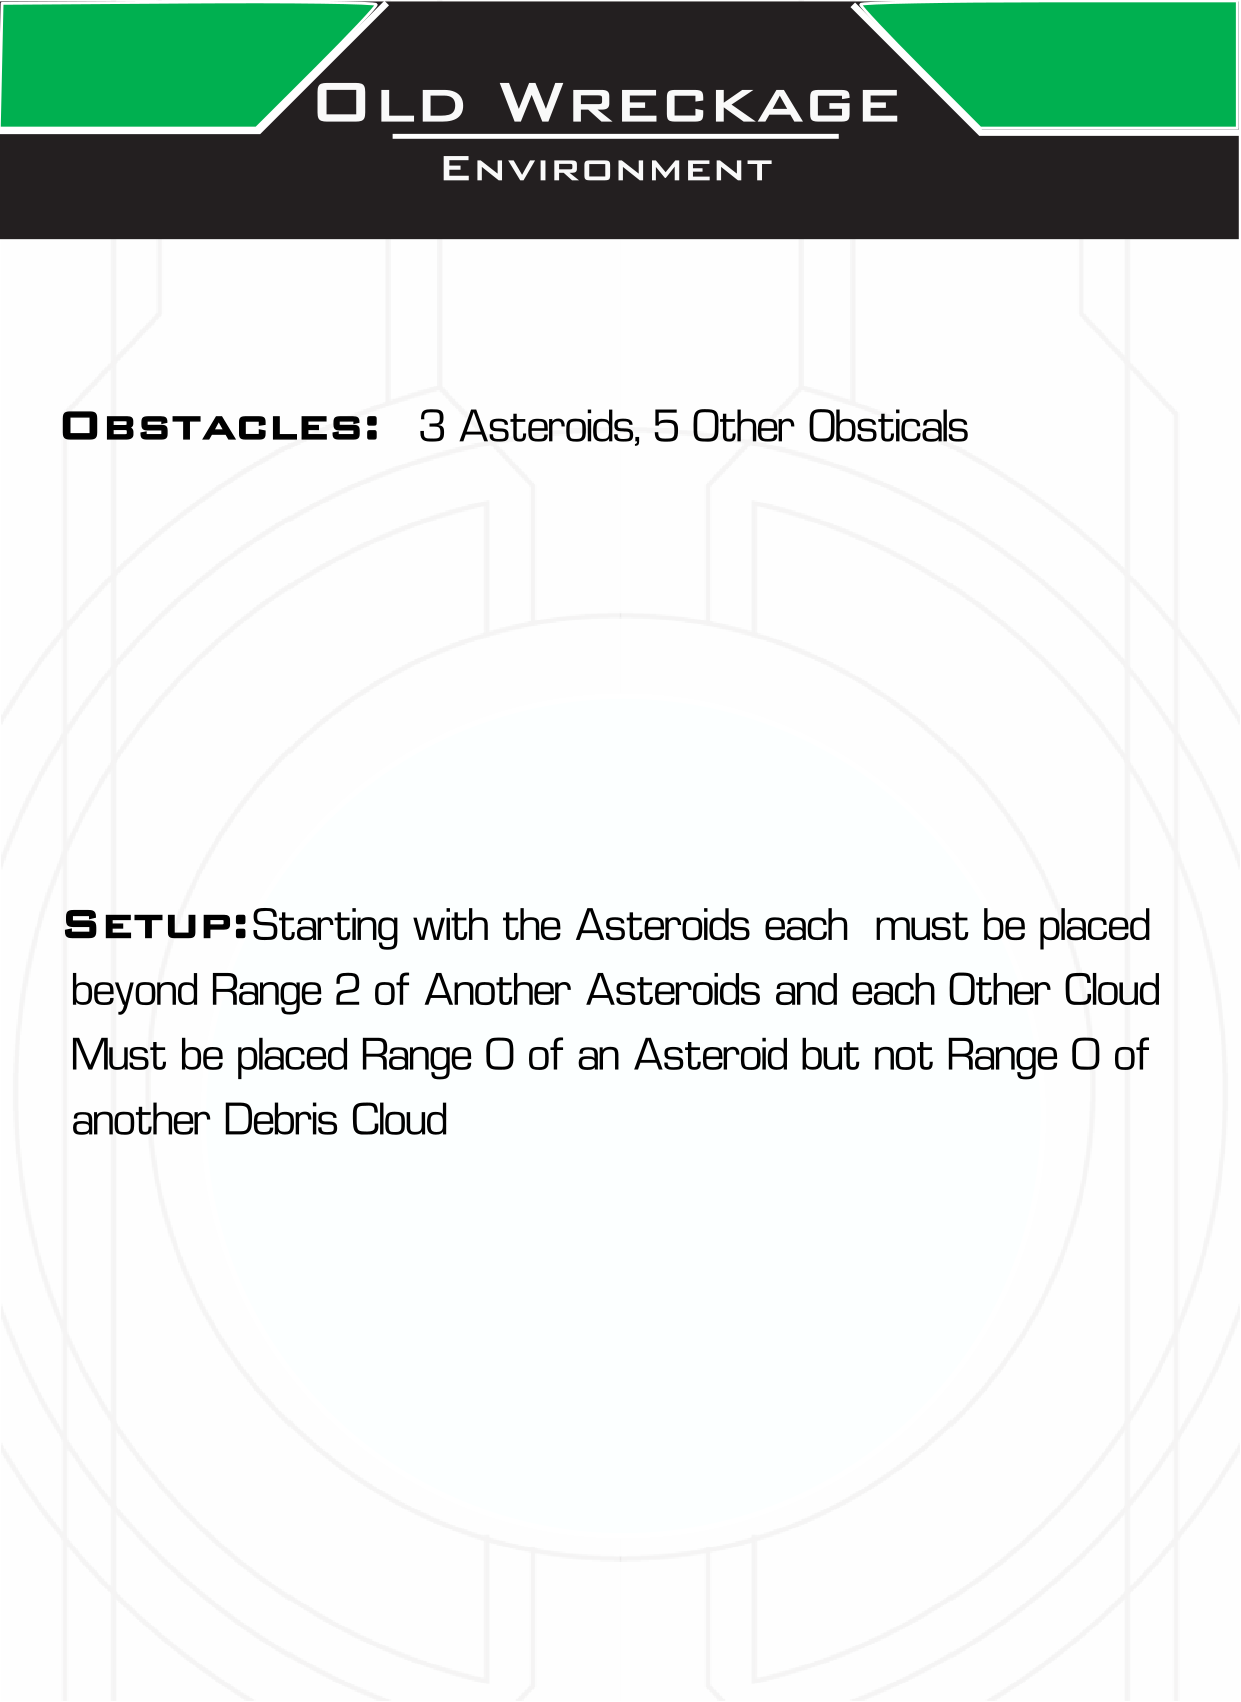 Old Wreckage
Environment
Obstacles: 3 Asteroids, 5 Other Obsticals
Setup: Starting with the Asteroids each must be placed
beyond Range 2 of Another Asteroids and each Other Cloud
Must be placed Range 0 of an Asteroid but not Range 0 of
another Debris Cloud